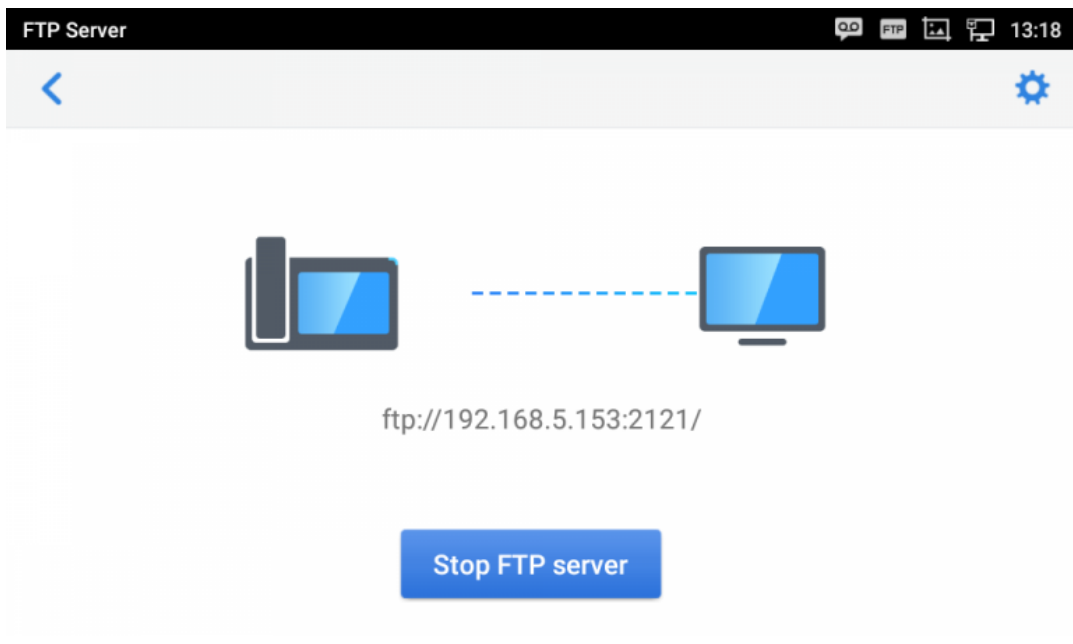 FTP Server
FTP
13:18
ftp://192.168.5.153:2121/
Stop FTP server